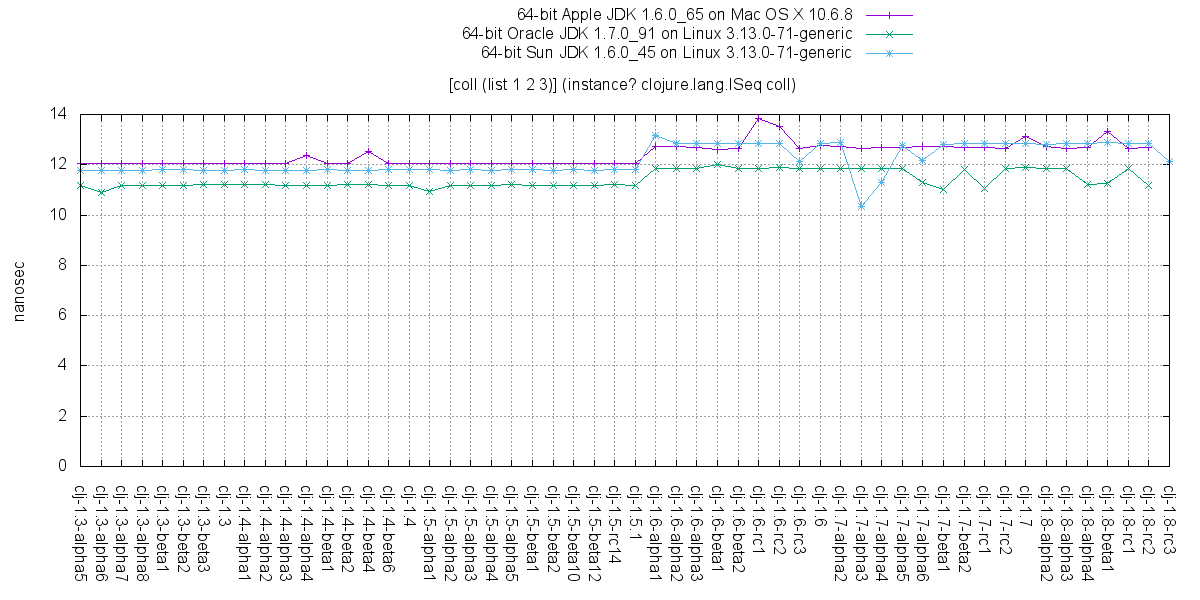 64-bit Apple JDK 1.6.0_65 on Mac OS X 10.6.8
64-bit Oracle JDK 1.7.0_91 on Linux 3.13.0-71-generic
64-bit Sun JDK 1.6.0_45 on Linux 3.13.0-71-generic
[coll (list 1 2 3)] (instance? clojure.lang.ISeq coll)
nanosec
14
12
10
8
6
4
2
0
clj-1.3-alpha5
clj-1.3-alpha6
clj-1.3-alpha7
clj-1.3-alpha8
clj-1.3-beta1
clj-1.3-beta2
clj-1.3-beta3
clj-1.3
clj-1.4-alpha1
clj-1.4-alpha2
clj-1.4-alpha3
clj-1.4-alpha4
clj-1.4-beta1
clj-1.4-beta2
clj-1.4-beta4
clj-1.4-beta6
clj-1.4
clj-1.5-alpha1
clj-1.5-alpha2
clj-1.5-alpha3
clj-1.5-alpha4
clj-1.5-alpha5
clj-1.5-beta1
clj-1.5-beta2
clj-1.5-beta10
clj-1.5-beta12
clj-1.5-rc14
clj-1.5.1
clj-1.6-alpha1
clj-1.6-alpha2
clj-1.6-alpha3
clj-1.6-beta1
clj-1.6-beta2
clj-1.6-rc1
clj-1.6-rc2
clj-1.6-rc3
clj-1.6
clj-1.7-alpha2
clj-1.7-alpha3
clj-1.7-alpha4
clj-1.7-alpha5
clj-1.7-alpha6
clj-1.7-beta1
clj-1.7-beta2
clj-1.7-rc1
clj-1.7-rc2
clj-1.7
clj-1.8-alpha2
clj-1.8-alpha3
clj-1.8-alpha4
clj-1.8-beta1
clj-1.8-rc1
clj-1.8-rc2
clj-1.8-rc3